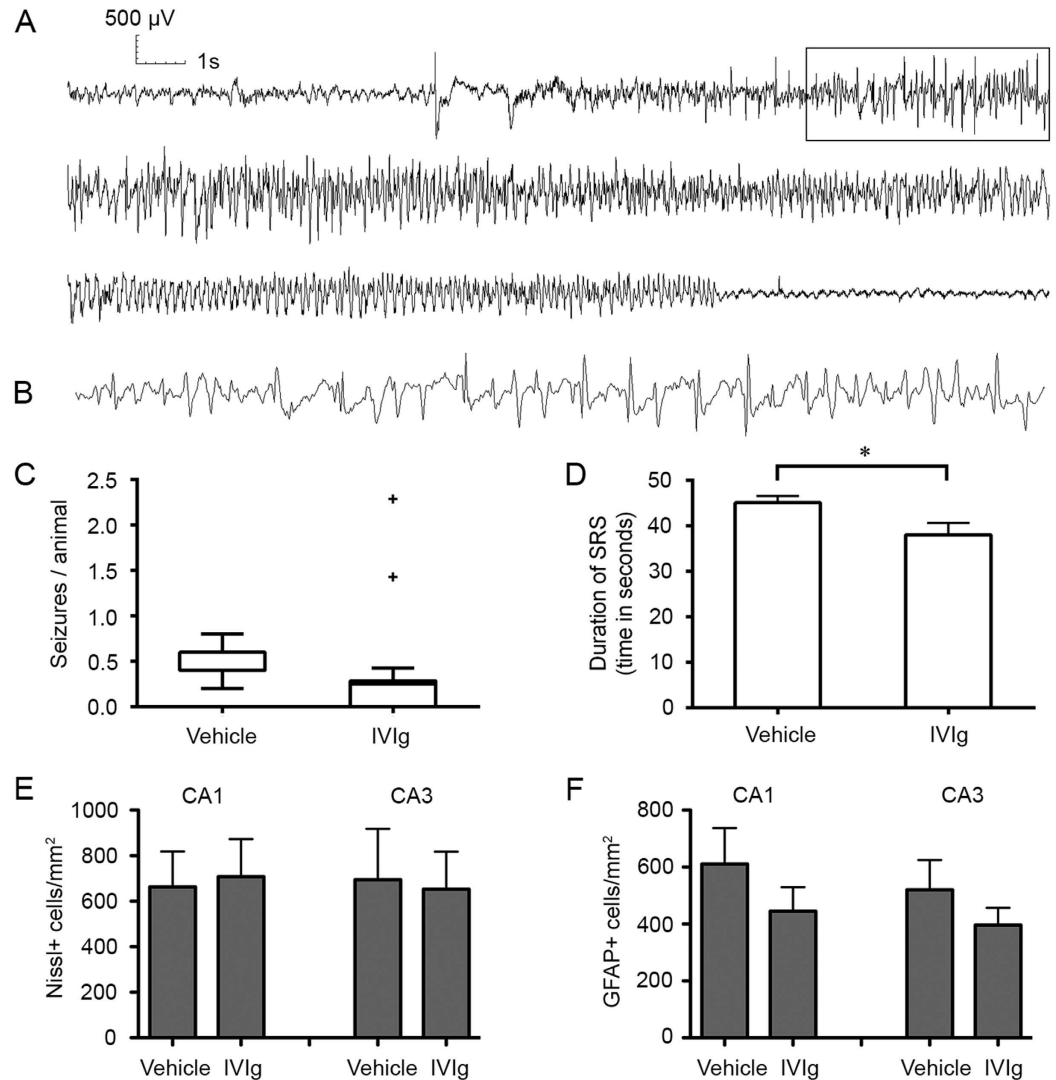 A
500 µV
1s
B
C
Seizures / animal
2.5
2.0
1.5
1.0
0.5
0.0
+
+
Vehicle IVIg
D
*
Duration of SRS
(time in seconds)
50
40
30
20
10
0
Vehicle IVIg
E
CA1 CA3
Nissl+ cells/mm²
1000
800
600
400
200
0
Vehicle IVIg Vehicle IVIg
F
CA1 CA3
GFAP+ cells/mm²
800
600
400
200
0
Vehicle IVIg Vehicle IVIg